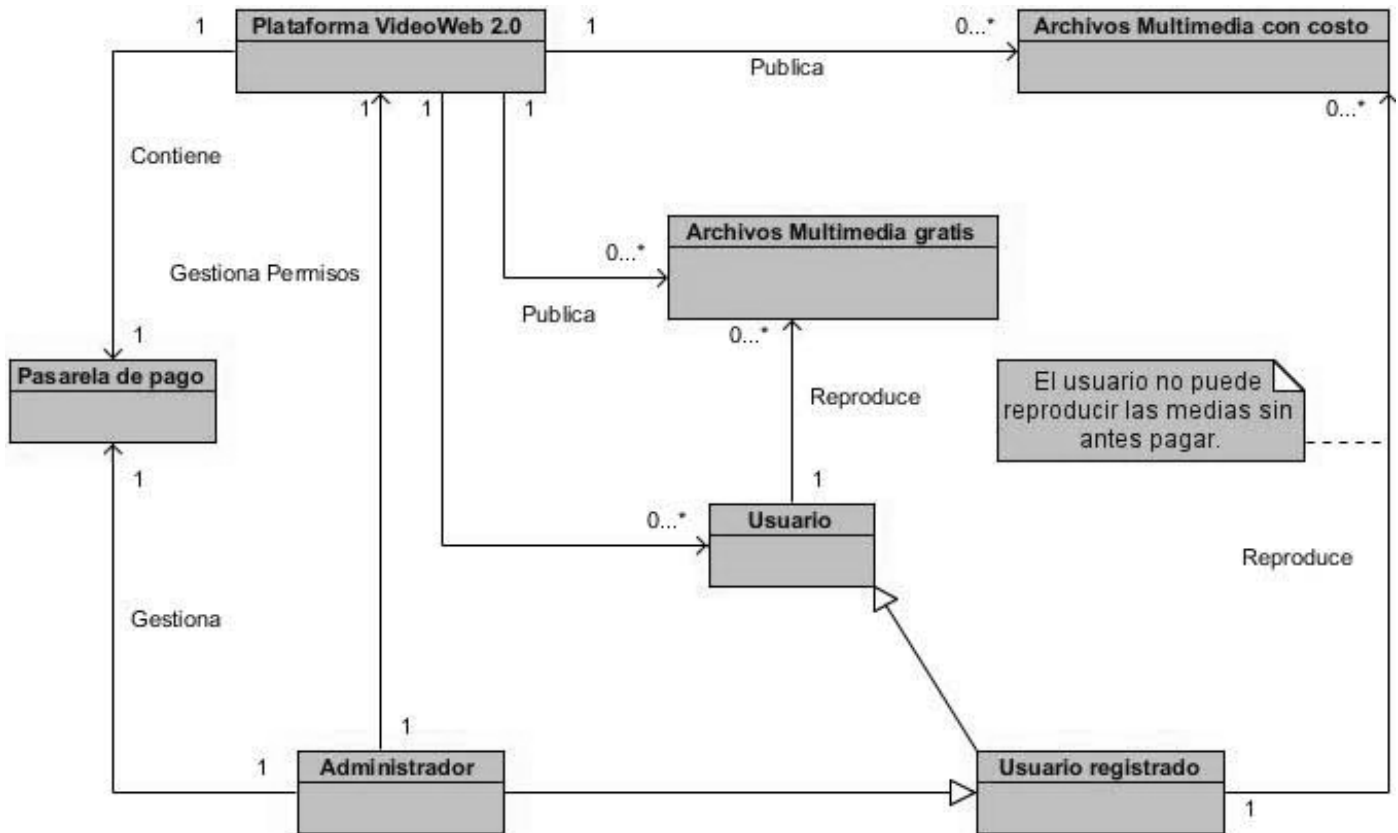 1
Plataforma VideoWeb 2.0
1
0...*
Archivos Multimedia con costo
Publica
1
1
1
0...*
Contiene
Archivos Multimedia gratis
0...*
Gestiona Permisos
Publica
0...*
1
Pasarela de pago
El usuario no puede
reproducir las medias sin
antes pagar.
Reproduce
1
1
0...*
Usuario
Reproduce
Gestiona
1
1
Administrador
Usuario registrado
1